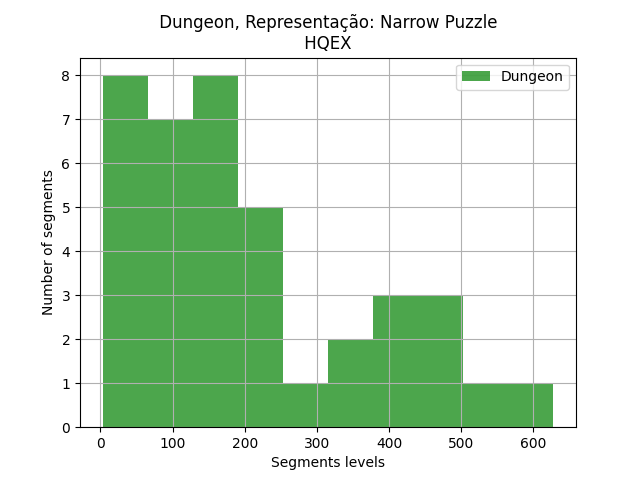 Dungeon, Representação: Narrow Puzzle
HQEX
Dungeon
Number of segments
8
7
6
5
4
3
2
1
0
0 100 200 300 400 500 600
Segments levels